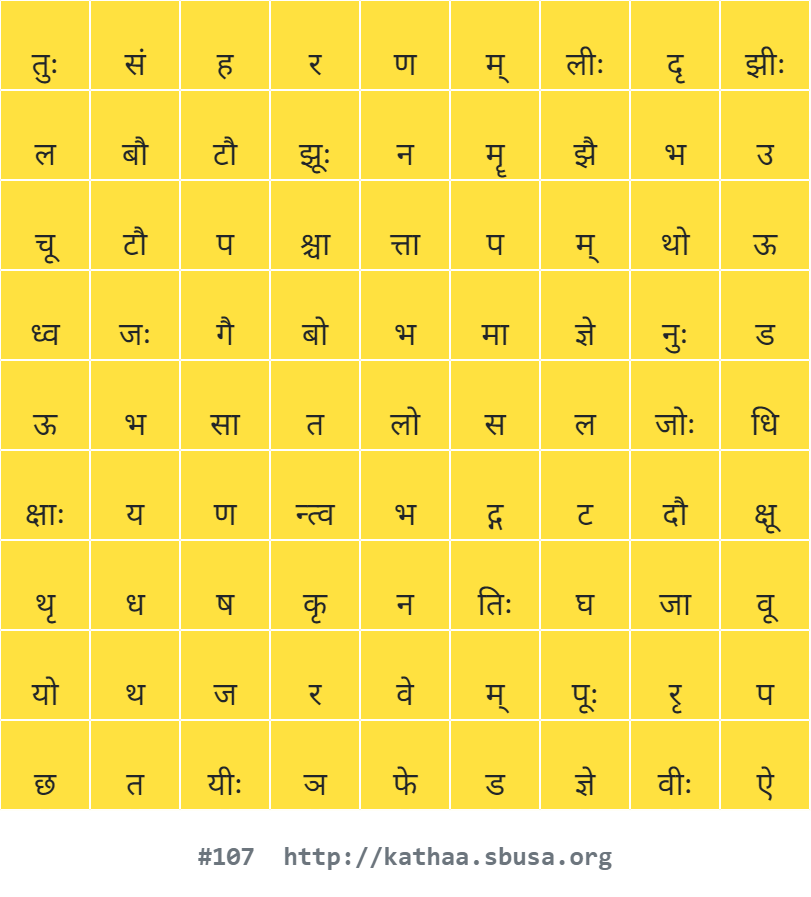 तुः सं ह र ण म् लीः दृ झीः
ल बौ टौ झूः न मॄ झै भ उ
चू टौ प श्चा त्ता प म् थो ऊ
ध्व जः गै बो भ मा ज्ञे नुः ड
ऊ भ सा त लो स ल जोः धि
क्षाः य ण न्त्व भ द्ग ट दौ क्षू
थृ ध ष कृ न तिः घ जा वू
यो थ ज र वे म् पूः रृ प
छ त यीः ञ फे ड ज्ञे वीः ऐ
#107 http://kathaa.sbusa.org